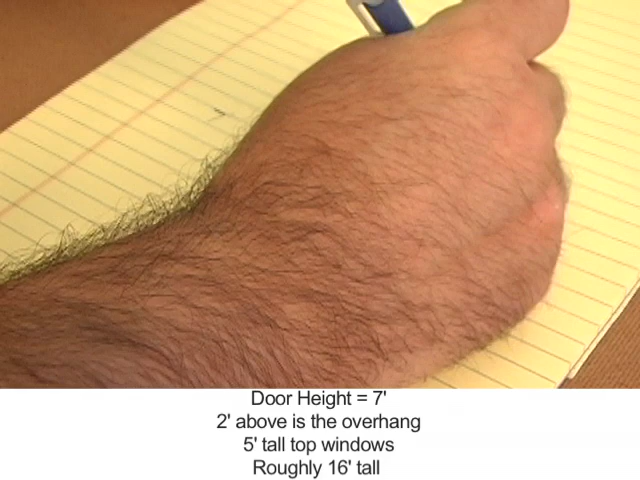 Door Height = 7'
2' above is the overhang
5' tall top windows
Roughly 16' tall